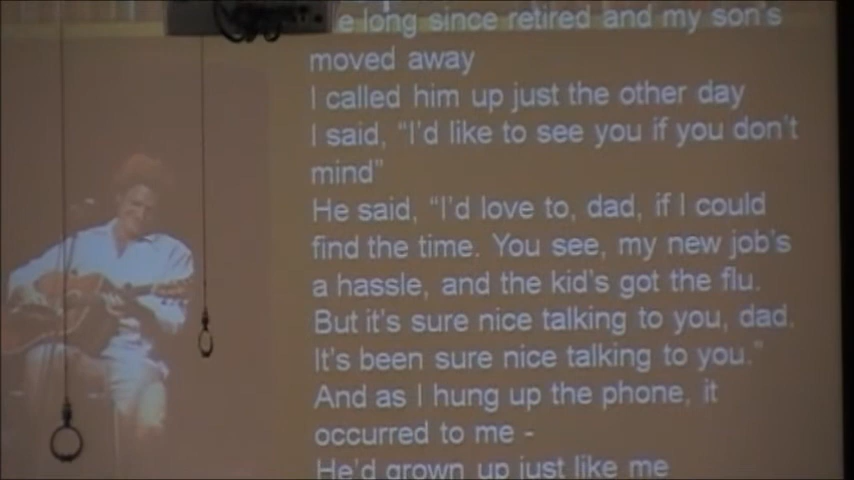 long since retired and my son's
moved away
I called him up just the other day
I said, “I'd like to see you if you don't
mind”
He said, “I'd love to, dad, if I could
find the time. You see, my new job's
a hassle, and the kid's got the flu.
But it's sure nice talking to you, dad.
It's been sure nice talking to you.”
And as I hung up the phone, it
occurred to me -
He'd grown up just like me